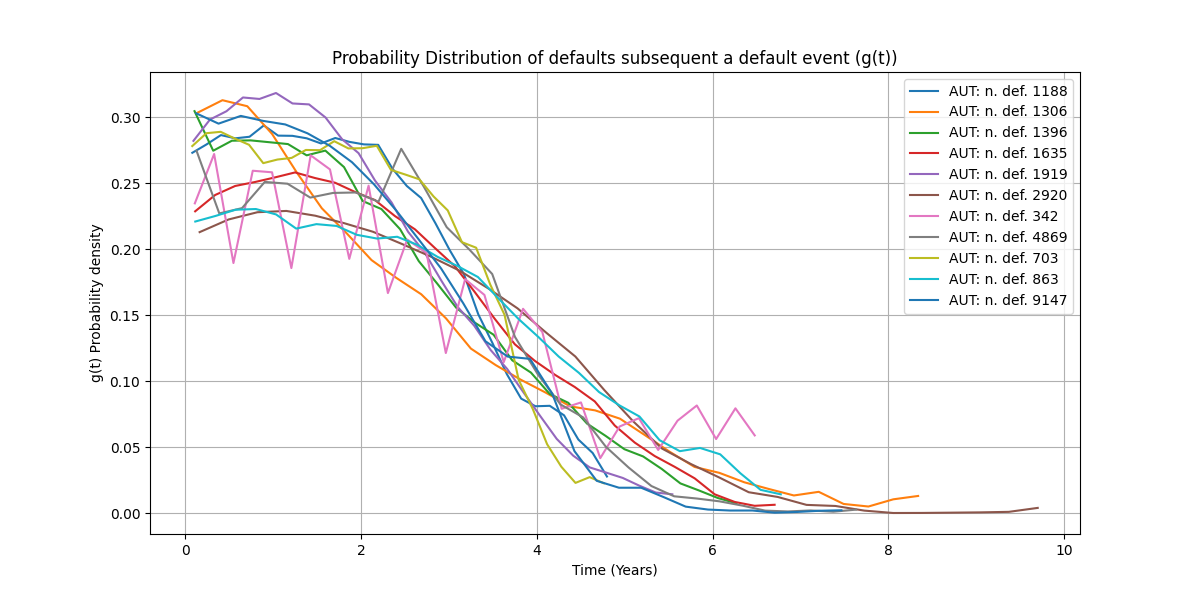 Probability Distribution of defaults subsequent a default event (g(t))
g(t) Probability density
0.30
0.25
0.20
0.15
0.10
0.05
0.00
0 2 4 6 8 10
Time (Years)
AUT: n. def. 1188
AUT: n. def. 1306
AUT: n. def. 1396
AUT: n. def. 1635
AUT: n. def. 1919
AUT: n. def. 2920
AUT: n. def. 342
AUT: n. def. 4869
AUT: n. def. 703
AUT: n. def. 863
AUT: n. def. 9147